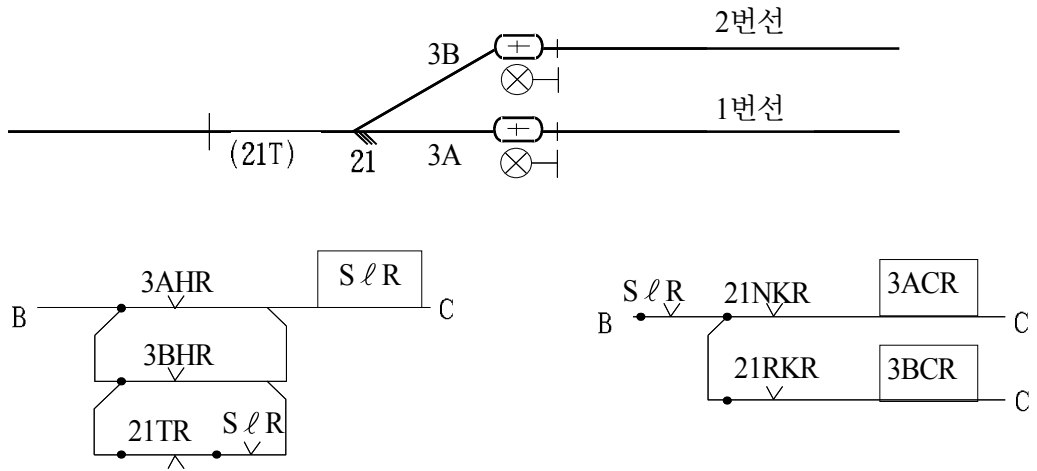 2번선
3B
1번선
(21T)
21
3A
3AHR
SℓR
B
C
3BHR
21TR
SℓR
SℓR
21NKR
3ACR
B
C
21RKR
3BCR
C